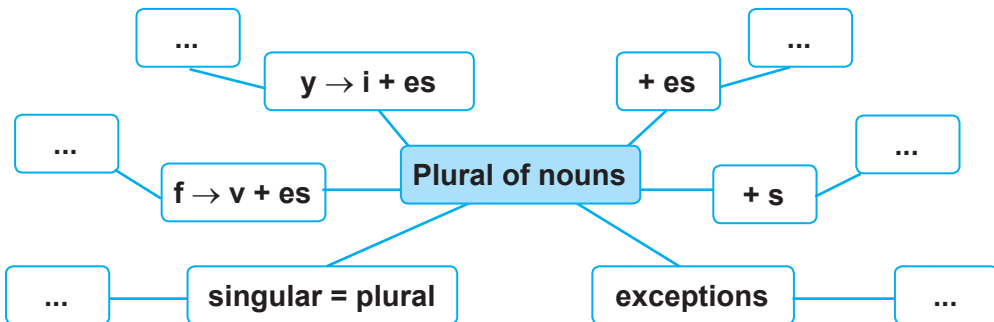 ...
...
y → i + es
+ es
...
Plural of nouns
...
f → v + es
+ s
...
singular = plural
exceptions
...